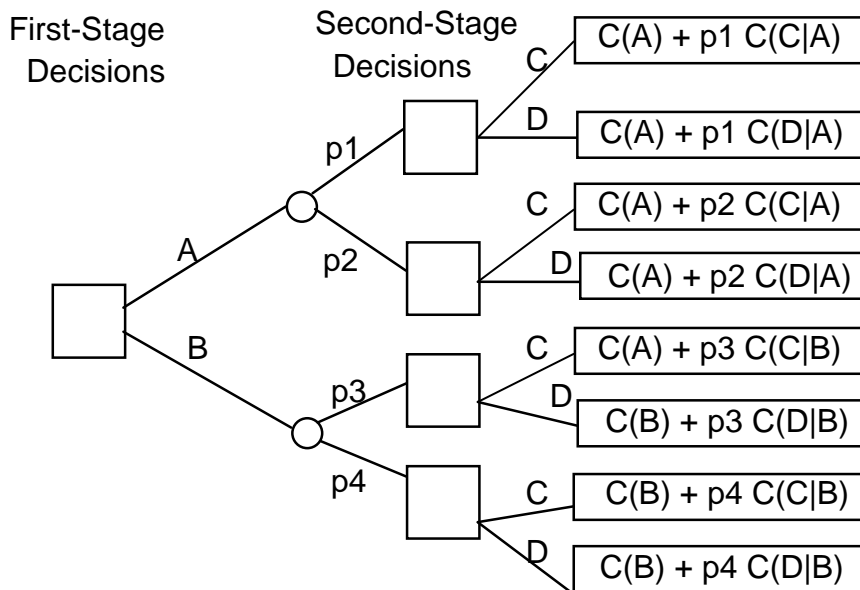 First-Stage
Decisions
Second-Stage
Decisions
C
C(A) + p1 C(C|A)
D
C(A) + p1 C(D|A)
p1
A
p2
C
C(A) + p2 C(C|A)
D
C(A) + p2 C(D|A)
B
p3
C
C(A) + p3 C(C|B)
D
C(B) + p3 C(D|B)
p4
C
C(B) + p4 C(C|B)
D
C(B) + p4 C(D|B)